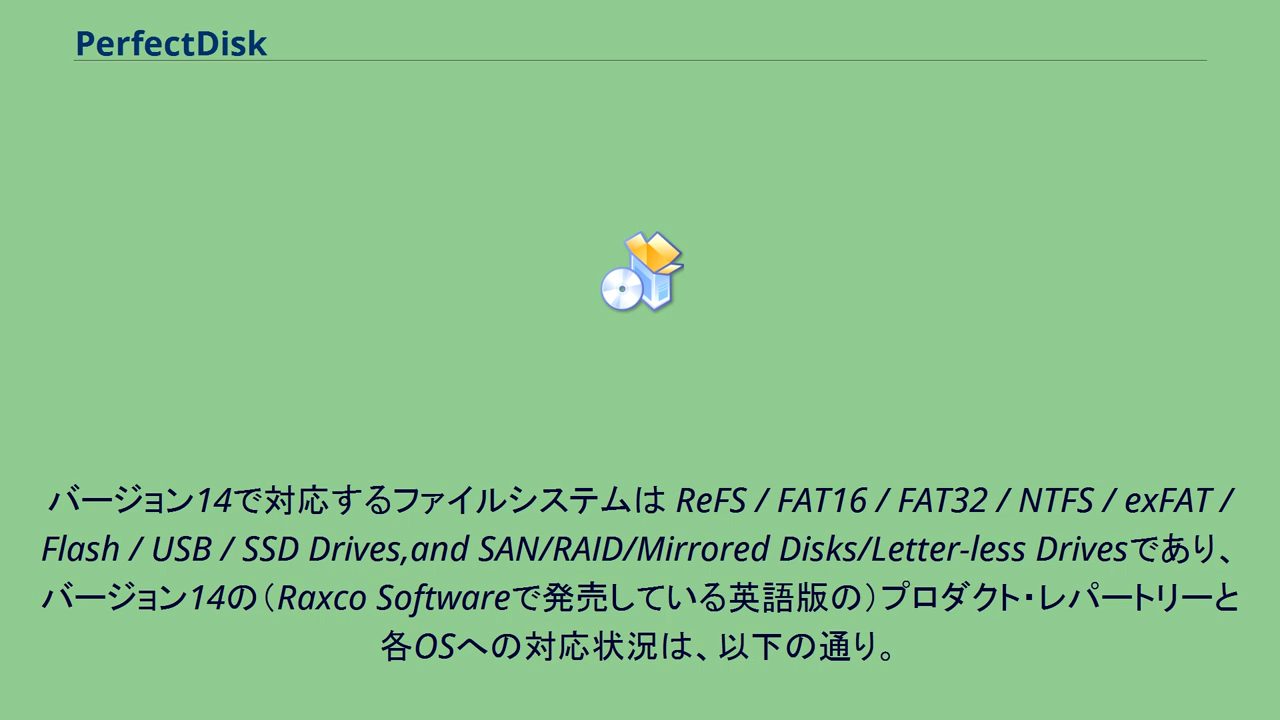 PerfectDisk
バージョン14で対応するファイルシステムは ReFS / FAT16 / FAT32 / NTFS / exFAT /
Flash / USB / SSD Drives,and SAN/RAID/Mirrored Disks/Letter-less Drivesであり、
バージョン14の（Raxco Softwareで発売している英語版の）プロダクト・レパートリーと
各OSへの対応状況は、以下の通り。